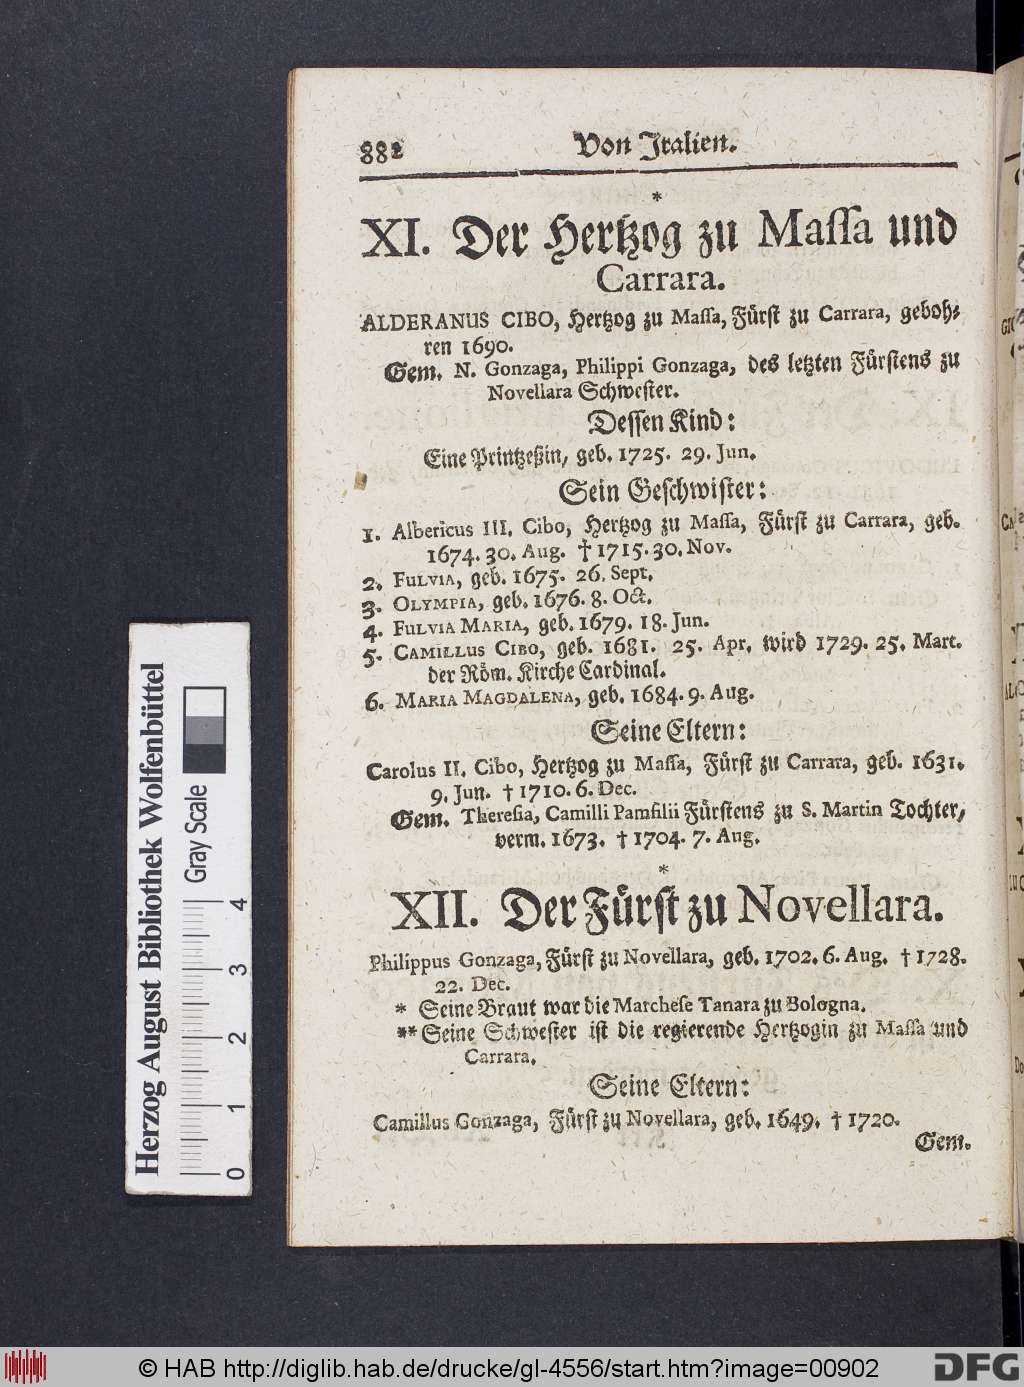 882
Von Italien.
*
XI. Der Hertzog zu Massa und
Carrara.
ALDERANUS CIBO, Hertzog zu Massa, Fürst zu Carrara, geboh-
ren 1690.
Gem. N. Gonzaga, Philippi Gonzaga, des letzten Fürstens zu
Novellara Schwester.
Dessen Kind:
Eine Printzeßin, geb. 1725. 29. Jun.
Sein Geschwister:
1. Albericus III. Cibo, Hertzog zu Massa, Fürst zu Carrara, geb.
1674. 30. Aug. † 1715. 30. Nov.
2. FULVIA, geb. 1675. 26. Sept.
3. OLYMPIA, geb. 1676. 8. Oct.
4. FULVIA MARIA, geb. 1679. 18. Jun.
5. CAMILLUS CIBO, geb. 1681. 25. Apr. wird 1729. 25. Mart.
der Röm. Kirche Cardinal.
6. MARIA MAGDALENA, geb. 1684. 9. Aug.
Seine Eltern:
Carolus II. Cibo, Hertzog zu Massa, Fürst zu Carrara, geb. 1631.
9. Jun. † 1710. 6. Dec.
Gem. Theresia, Camilli Pamfilii Fürstens zu S. Martin Tochter,
verm. 1673. † 1704. 7. Aug.
*
XII. Der Fürst zu Novellara.
Philippus Gonzaga, Fürst zu Novellara, geb. 1702. 6. Aug. † 1728.
22. Dec.
* Seine Braut war die Marchese Tanara zu Bologna.
** Seine Schwester ist die regierende Hertzogin zu Massa und
Carrara.
Seine Eltern:
Camillus Gonzaga, Fürst zu Novellara, geb. 1649. † 1720.
Gem.
Herzog August Bibliothek Wolfenbüttel
Gray Scale
0 1 2 3 4
© HAB http://diglib.hab.de/drucke/gl-4556/start.htm?image=00902
DFG